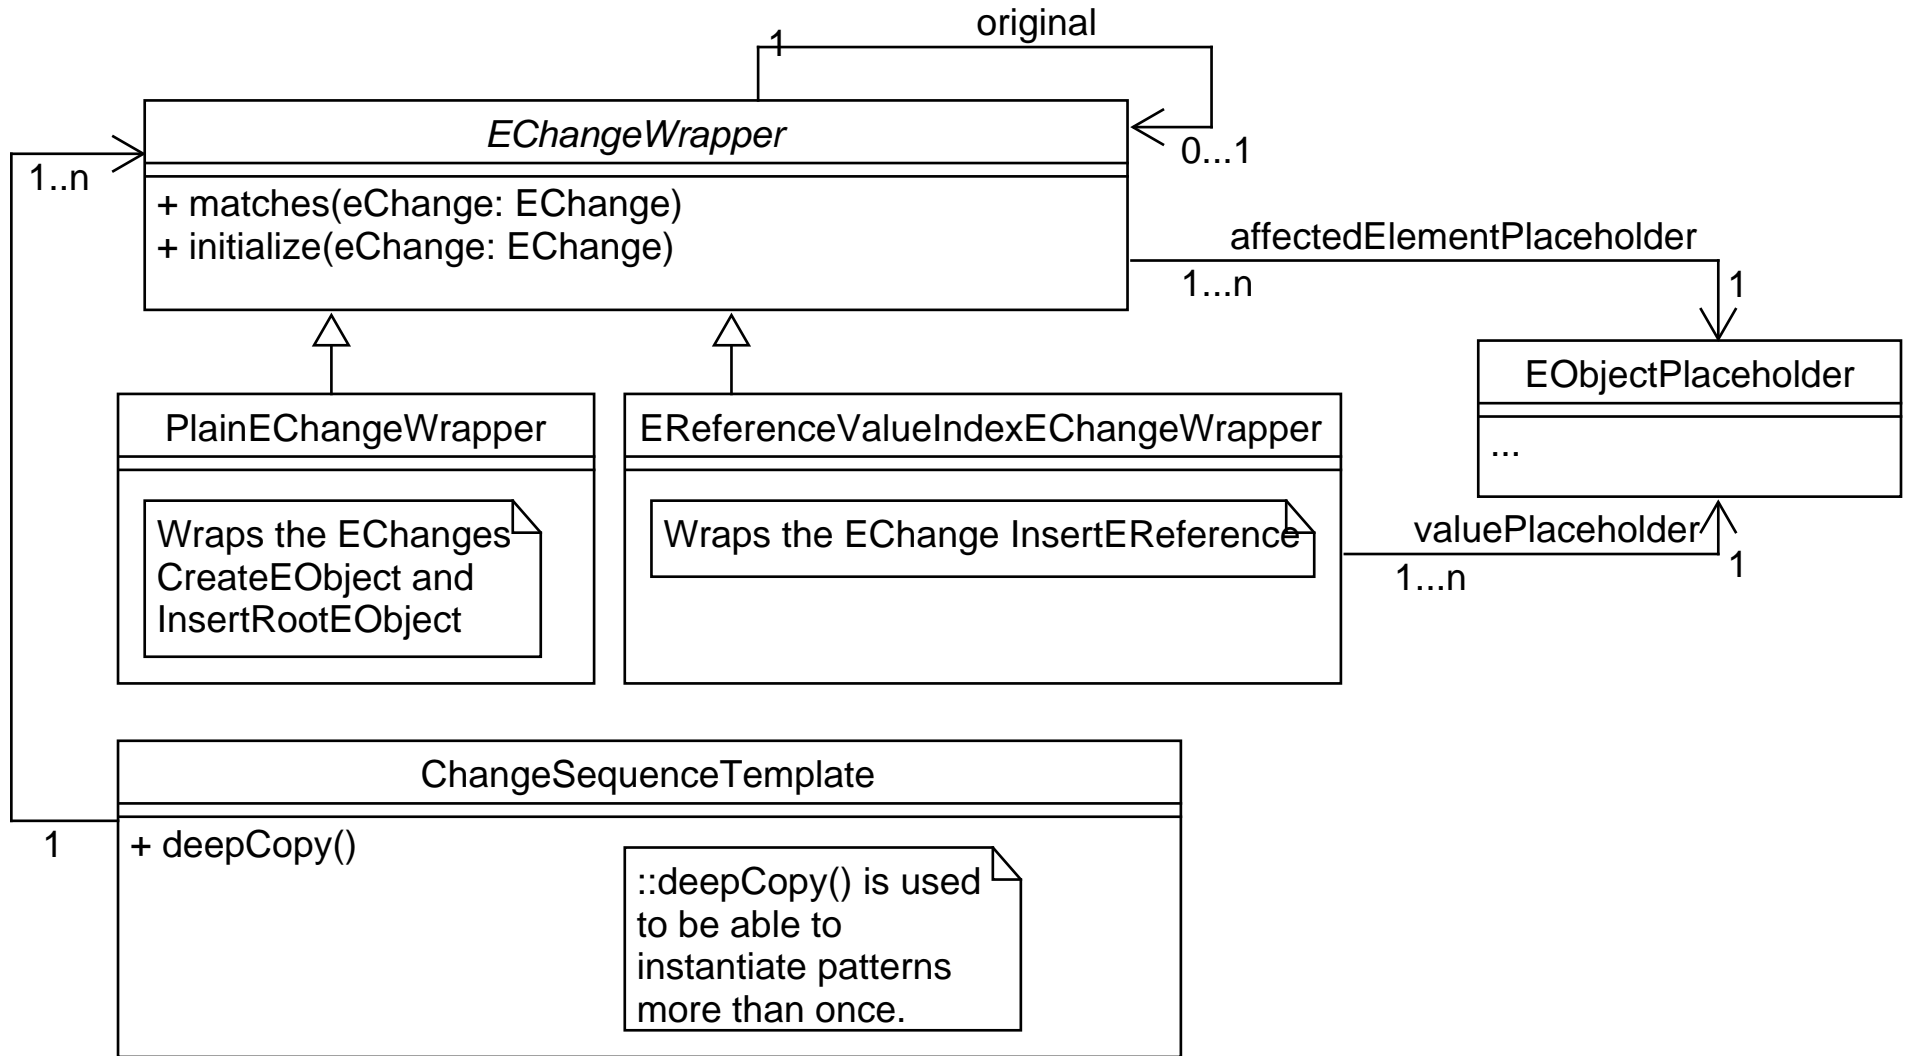 original
1
EChangeWrapper
0...1
1..n
+ matches(eChange: EChange)
+ initialize(eChange: EChange)
affectedElementPlaceholder
1...n
1
EObjectPlaceholder
...
PlainEChangeWrapper
EReferenceValueIndexEChangeWrapper
Wraps the EChanges
CreateEObject and
InsertRootEObject
Wraps the EChange InsertEReference
valuePlaceholder
1...n
1
ChangeSequenceTemplate
1
+ deepCopy()
::deepCopy() is used
to be able to
instantiate patterns
more than once.